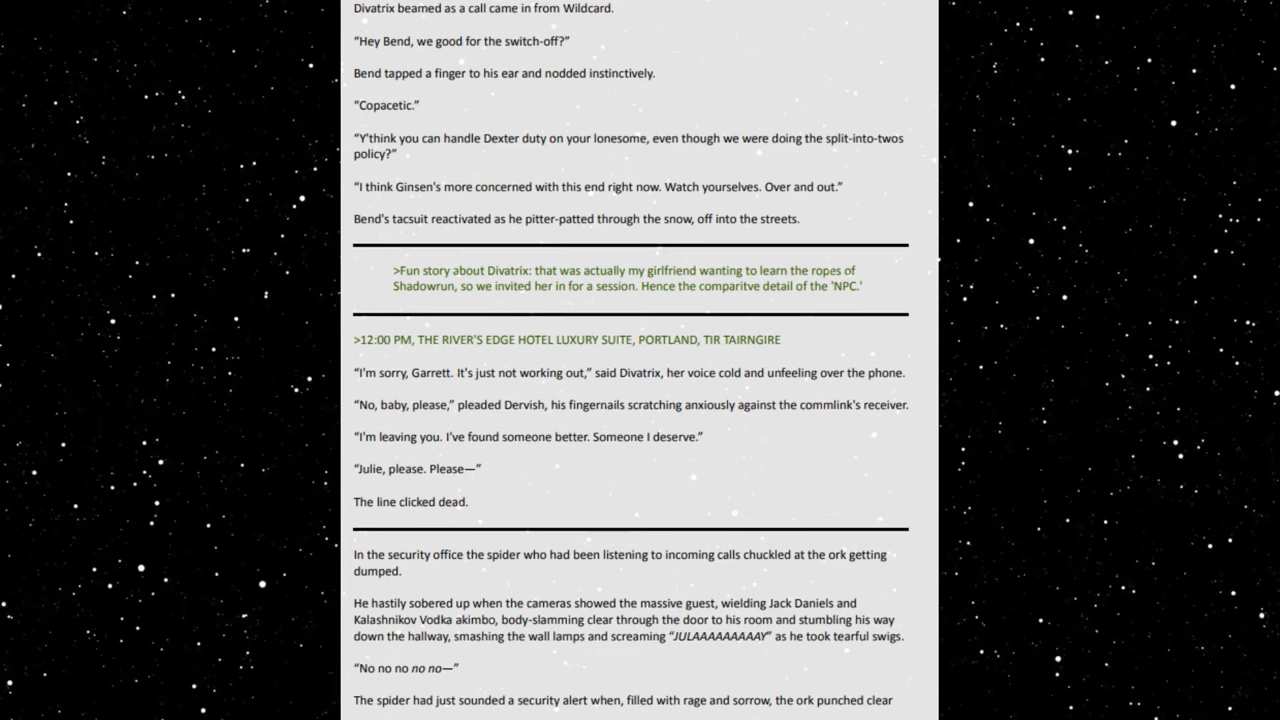 Divatrix beamed as a call came in from Wildcard.
“Hey Bend, we good for the switch-off?”
Bend tapped a finger to his ear and nodded instinctively.
“Copacetic.”
“Y'think you can handle Dexter duty on your lonesome, even though we were doing the split-into-twos
policy?”
“I think Ginsen's more concerned with this end right now. Watch yourselves. Over and out.”
Bend's tacsuit reactivated as he pitter-patted through the snow, off into the streets.
>Fun story about Divatrix: that was actually my girlfriend wanting to learn the ropes of
Shadowrun, so we invited her in for a session. Hence the comparitve detail of the 'NPC.'
>12:00 PM, THE RIVER'S EDGE HOTEL LUXURY SUITE, PORTLAND, TIR TAIRNGIRE
“I'm sorry, Garrett. It's just not working out,” said Divatrix, her voice cold and unfeeling over the phone.
“No, baby, please,” pleaded Dervish, his fingernails scratching anxiously against the commlink's receiver.
“I'm leaving you. I've found someone better. Someone I deserve.”
“Julie, please. Please—”
The line clicked dead.
In the security office the spider who had been listening to incoming calls chuckled at the ork getting
dumped.
He hastily sobered up when the cameras showed the massive guest, wielding Jack Daniels and
Kalashnikov Vodka akimbo, body-slamming clear through the door to his room and stumbling his way
down the hallway, smashing the wall lamps and screaming “JULAAAAAAAAAY” as he took tearful swigs.
“No no no no no—”
The spider had just sounded a security alert when, filled with rage and sorrow, the ork punched clear